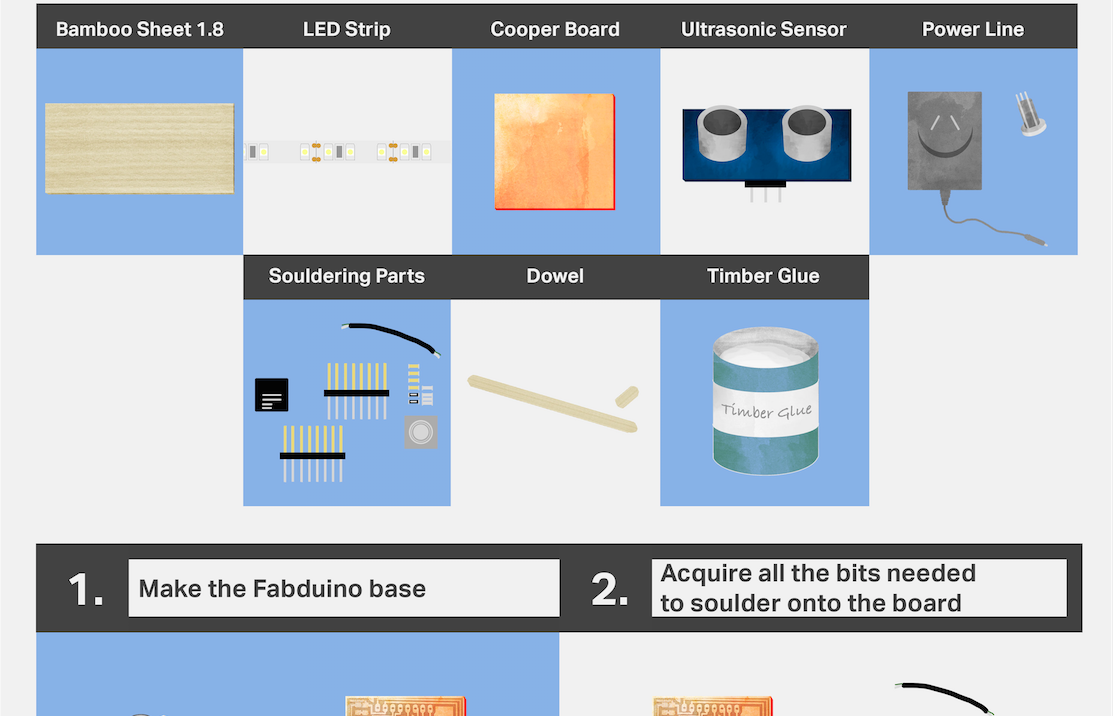 Bamboo Sheet 1.8
LED Strip
Cooper Board
Ultrasonic Sensor
Power Line
Souldering Parts
Dowel
Timber Glue
Timber Glue
1.
Make the Fabduino base
2.
Acquire all the bits needed
to soulder onto the board